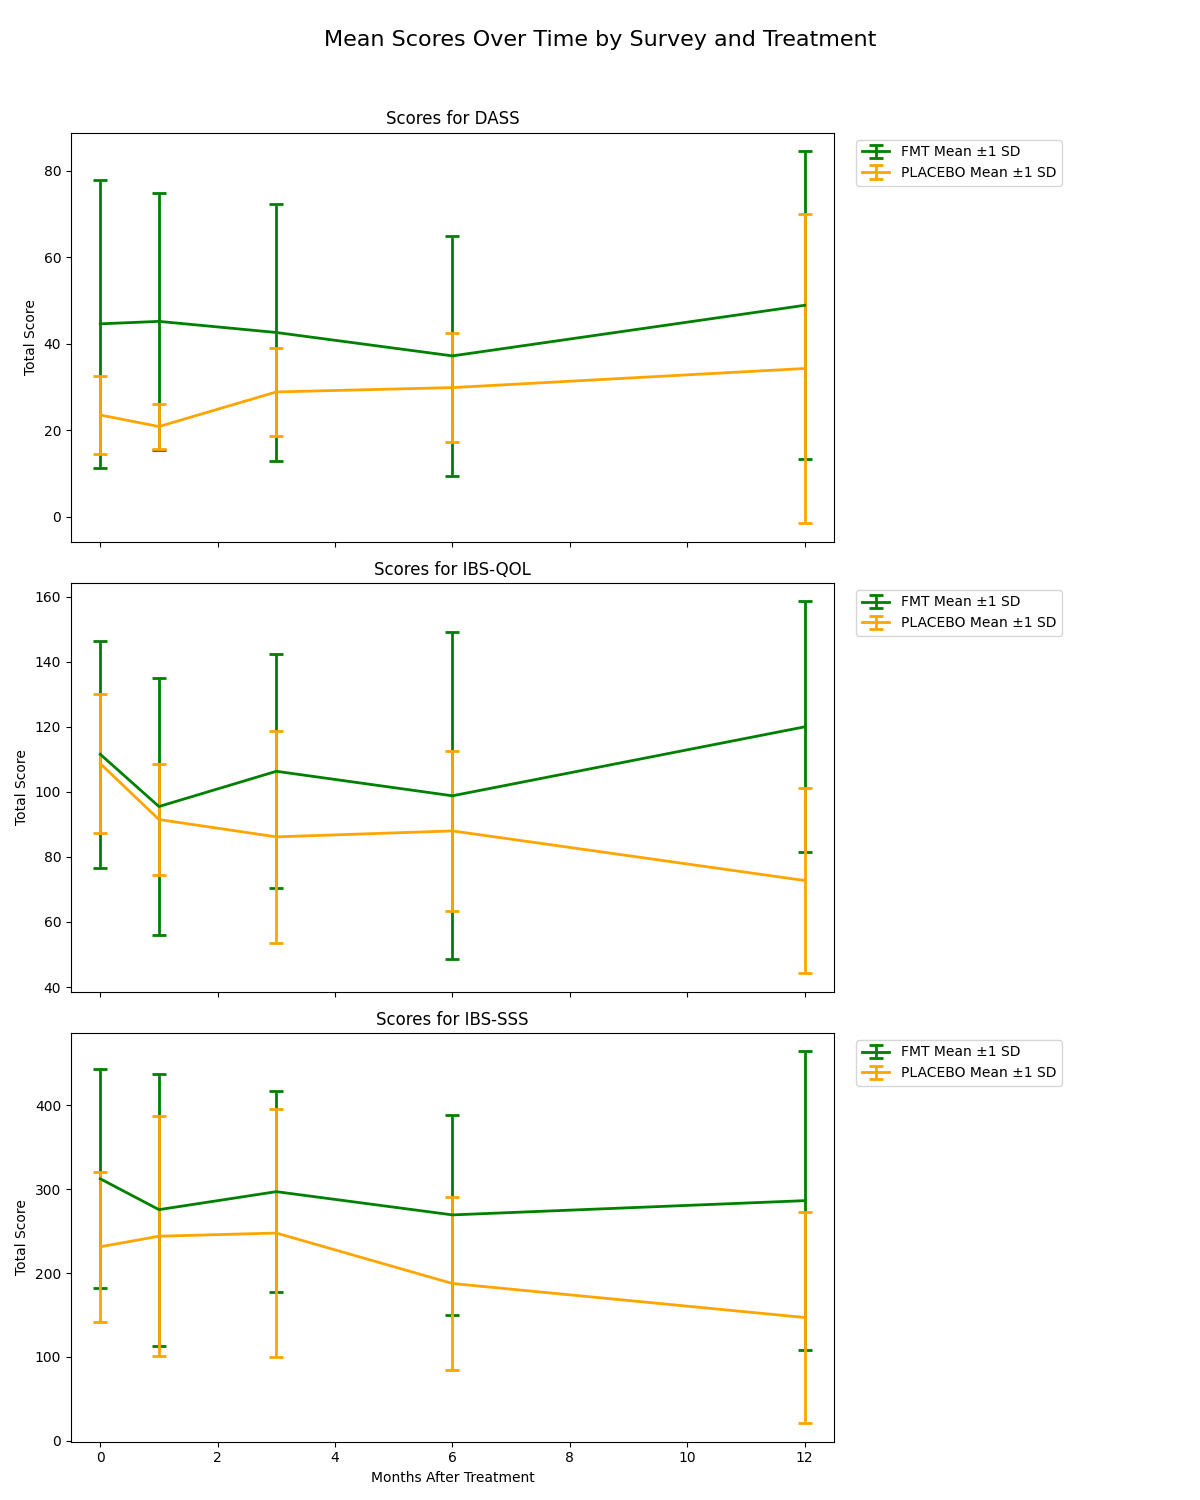 Mean Scores Over Time by Survey and Treatment
Scores for DASS
Total Score
80
60
40
20
0
FMT Mean ±1 SD
PLACEBO Mean ±1 SD
Scores for IBS-QOL
Total Score
160
140
120
100
80
60
40
FMT Mean ±1 SD
PLACEBO Mean ±1 SD
Scores for IBS-SSS
Total Score
400
300
200
100
0
FMT Mean ±1 SD
PLACEBO Mean ±1 SD
0 2 4 6 8 10 12
Months After Treatment